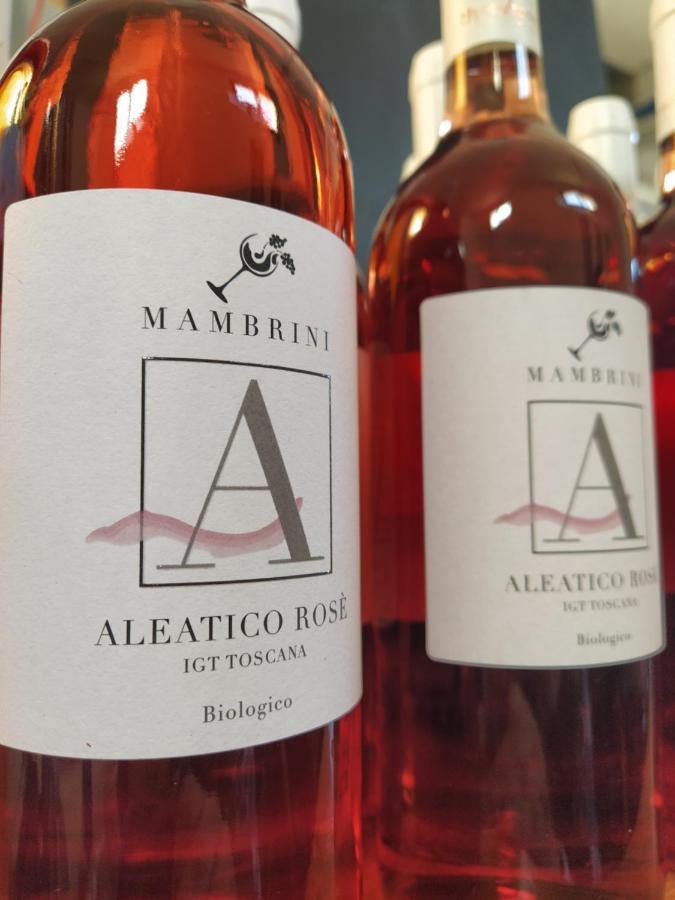 MAMBRINI
A
ALEATICO ROSÈ
IGT TOSCANA
Biologico
MAMBRINI
A
ALEATICO ROSÈ
IGT TOSCANA
Biologico